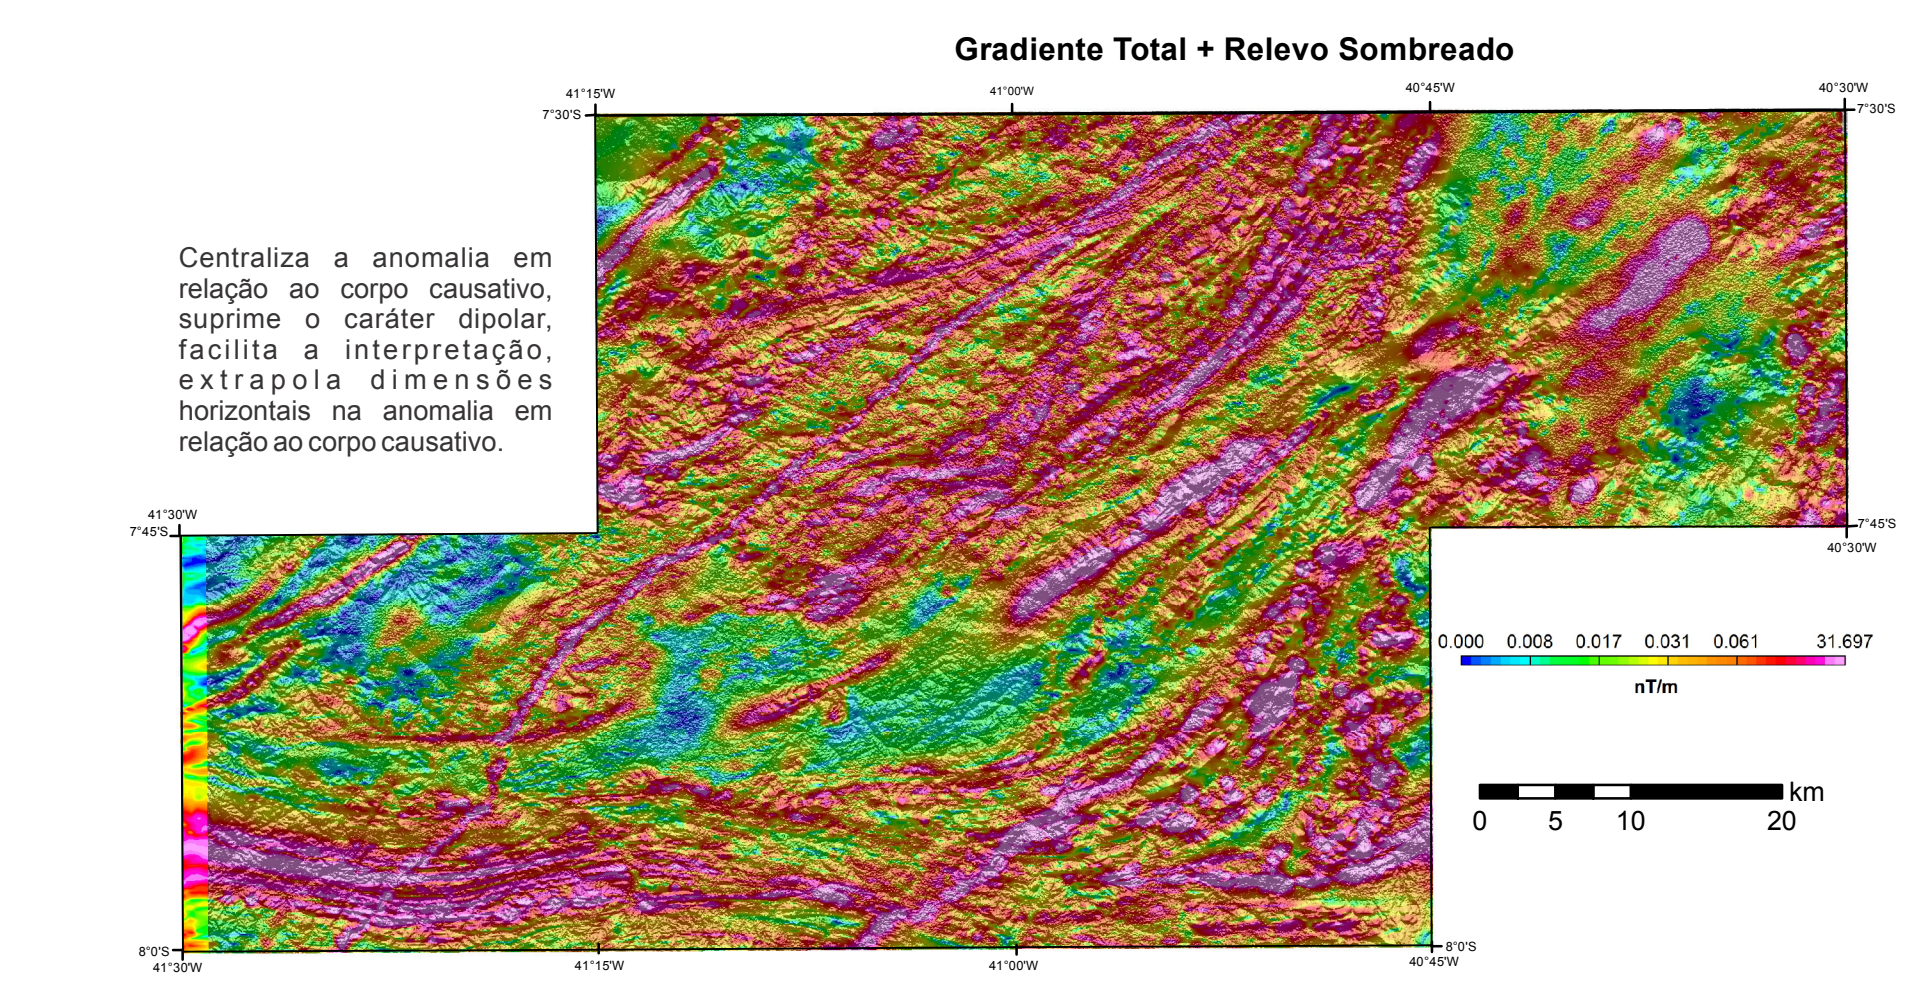 Gradiente Total + Relevo Sombreado
41°15'W 41°00'W 40°45'W 40°30'W
7°30'S 7°30'S
Centraliza a anomalia em
relação ao corpo causativo,
suprime o caráter dipolar,
facilita a interpretação,
extrapola dimensões
horizontais na anomalia em
relação ao corpo causativo.
41°30'W
7°45'S 7°45'S
40°30'W
0.000 0.008 0.017 0.031 0.061 31.697
nT/m
km
0 5 10 20
8°0'S 8°0'S
41°30'W 41°15'W 41°00'W 40°45'W